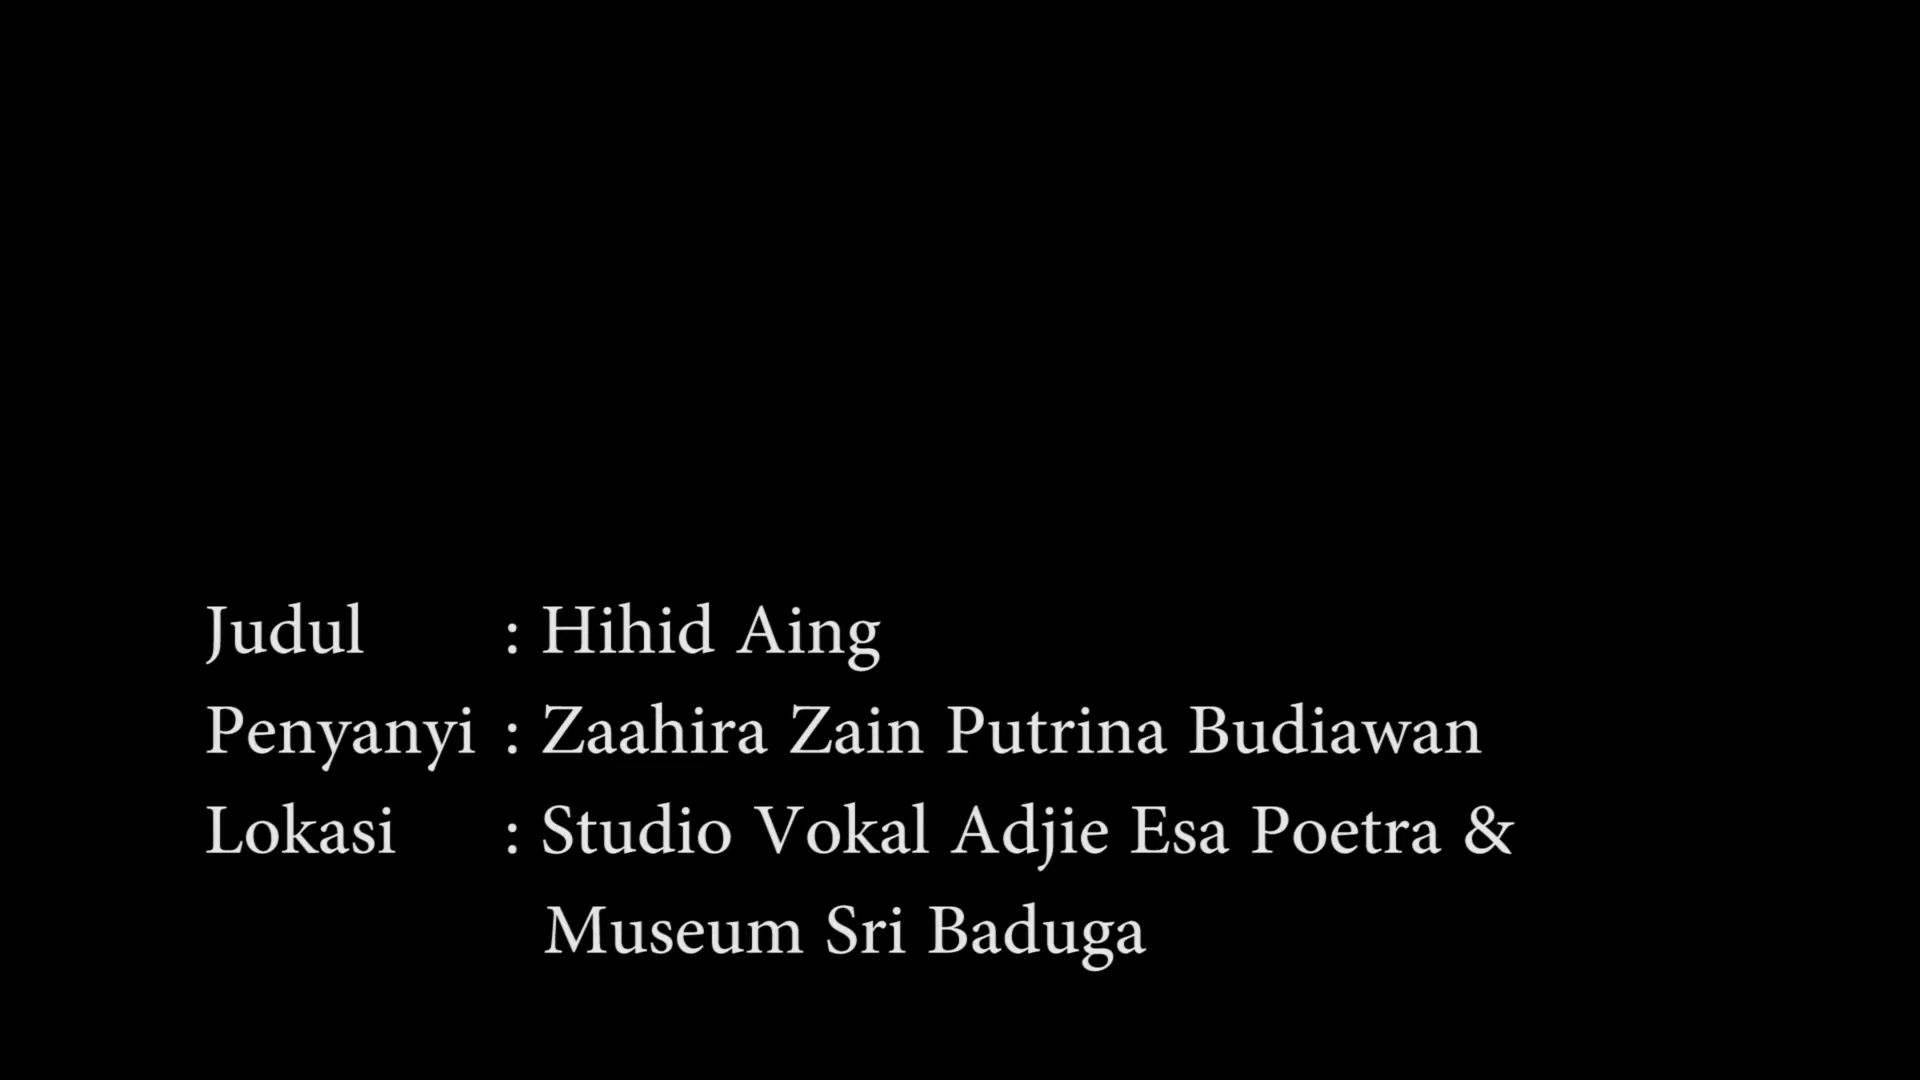 Judul : Hihid Aing
Penyanyi : Zaahira Zain Putrina Budiawan
Lokasi : Studio Vokal Adjie Esa Poetra &
Museum Sri Baduga